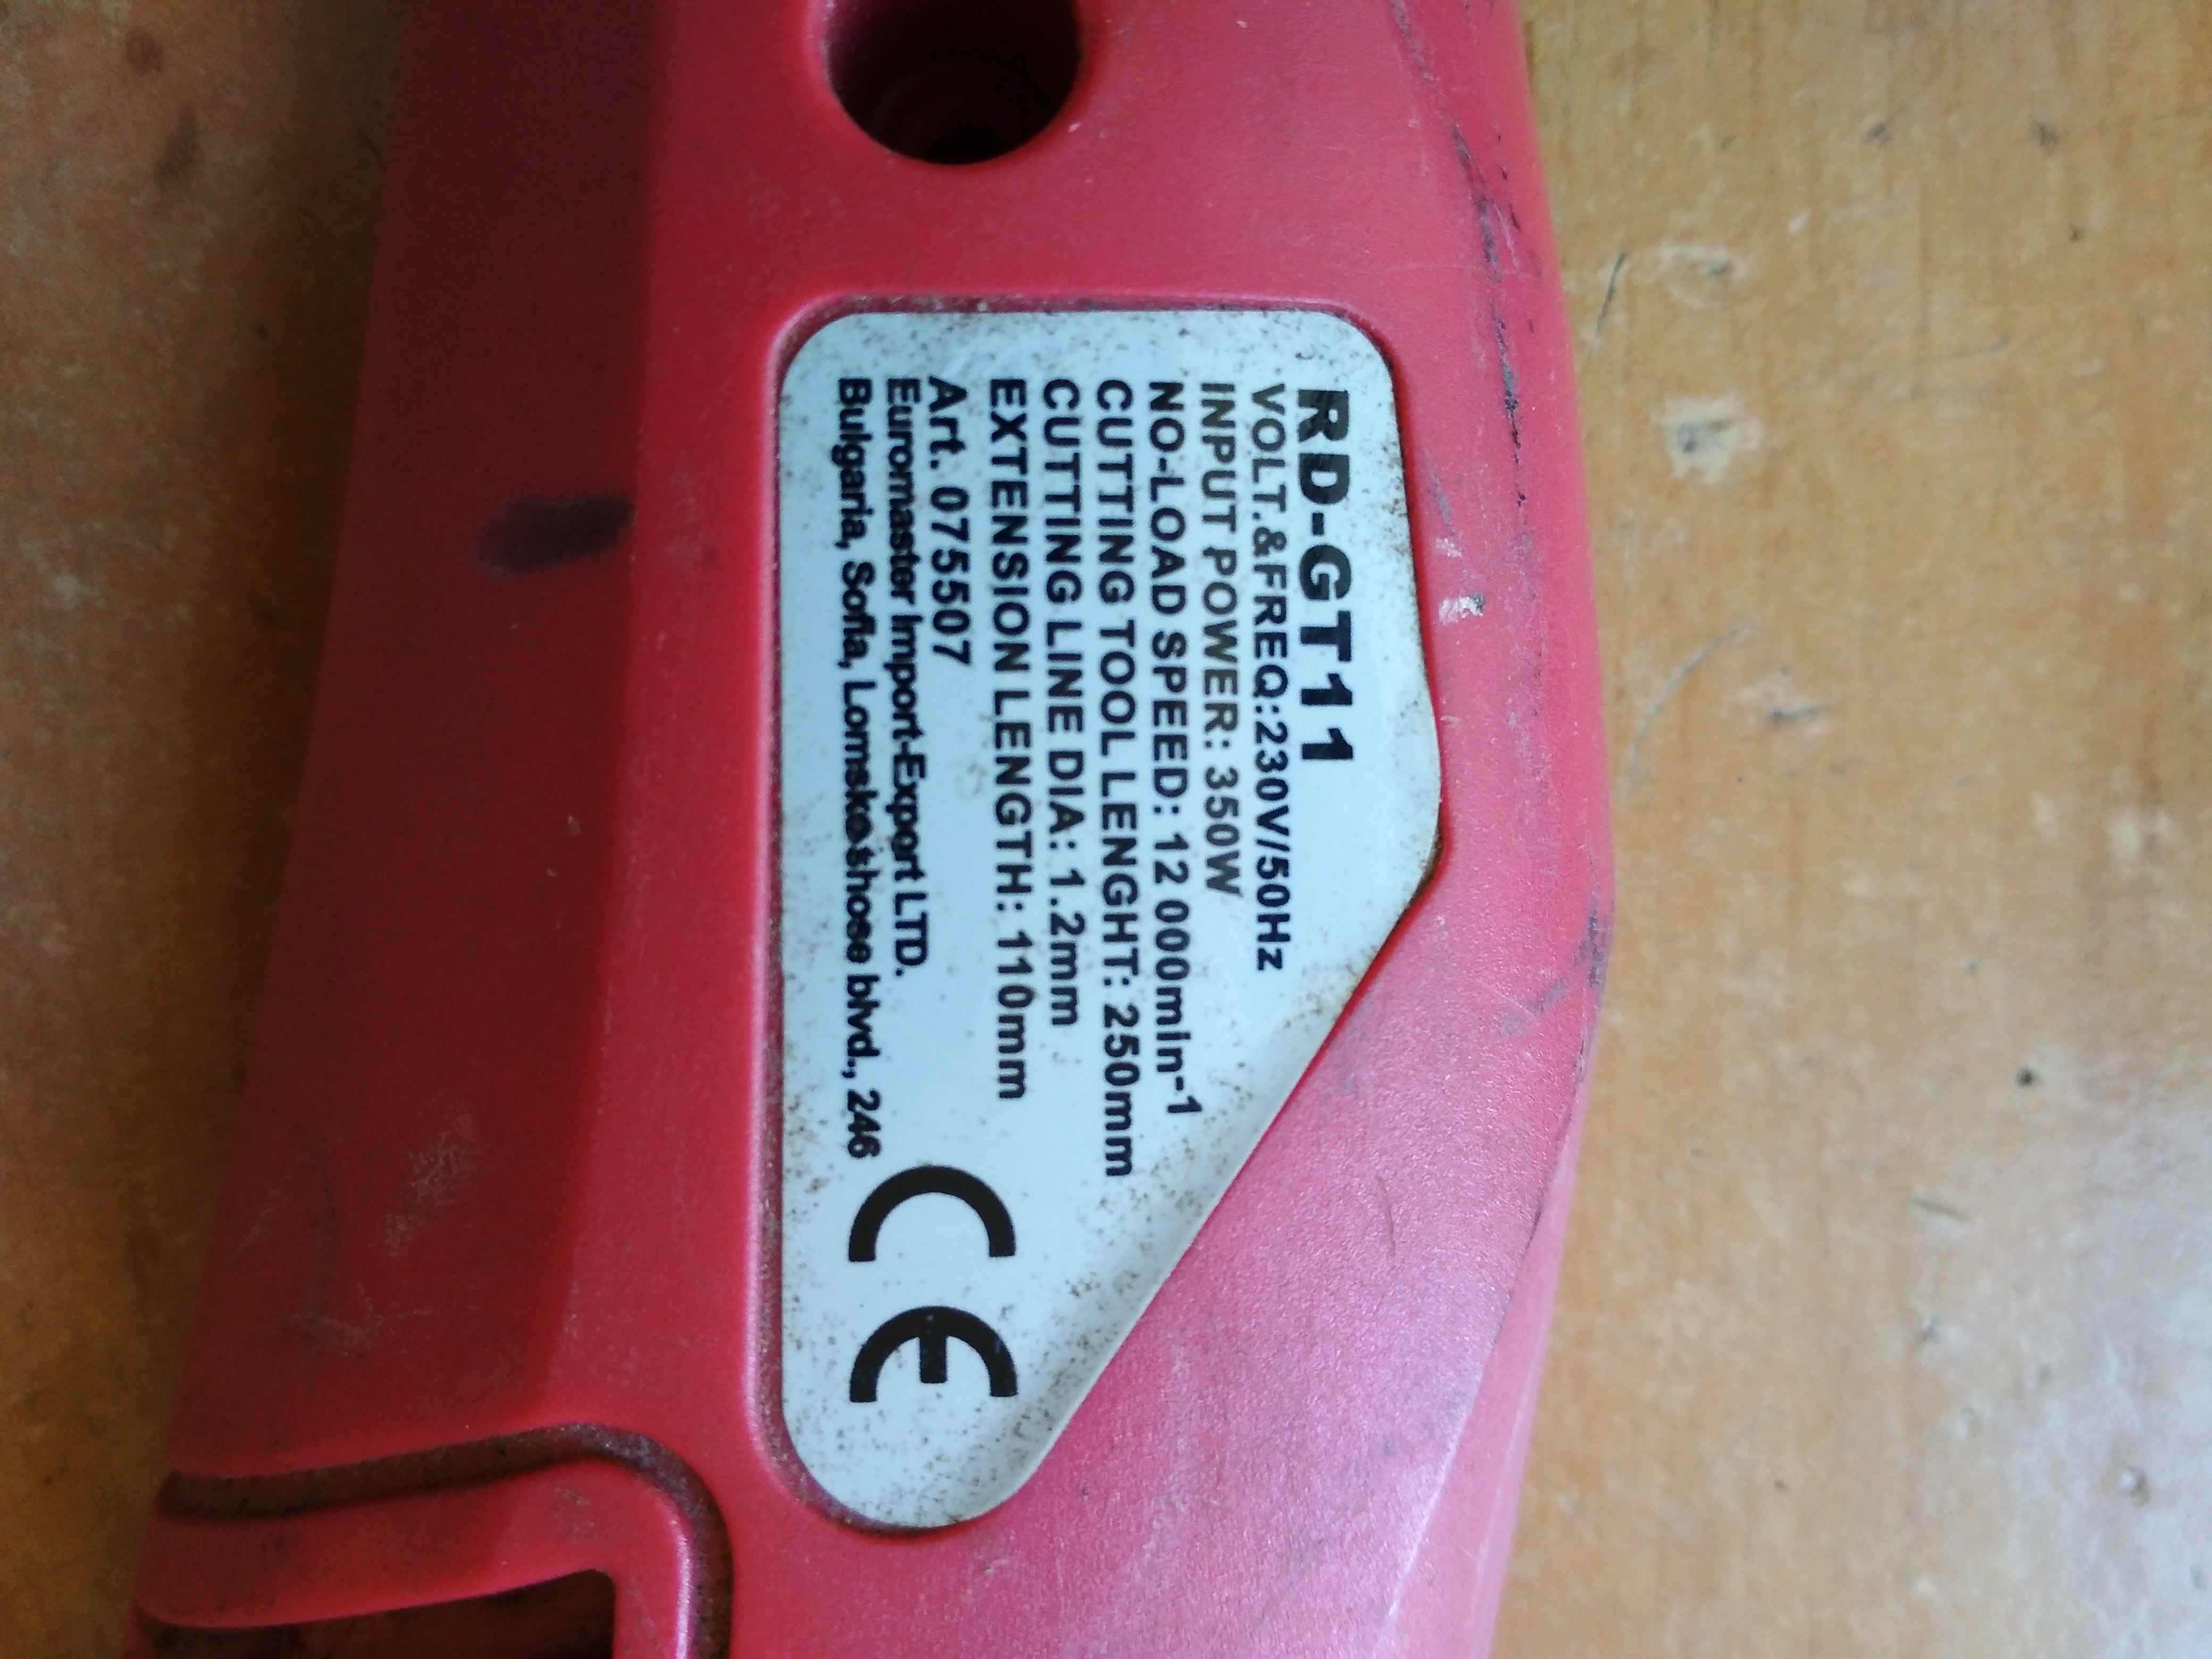 RD-GT11
VOLT.&FREQ:230V/50Hz
INPUT POWER: 350W
NO-LOAD SPEED: 12 000min-1
CUTTING TOOL LENGHT: 250mm
CUTTING LINE DIA: 1.2mm
EXTENSION LENGTH: 110mm
Art. 075507
Euromaster Import-Export LTD.
Bulgaria, Sofia, Lomsko shose blvd., 246
CE